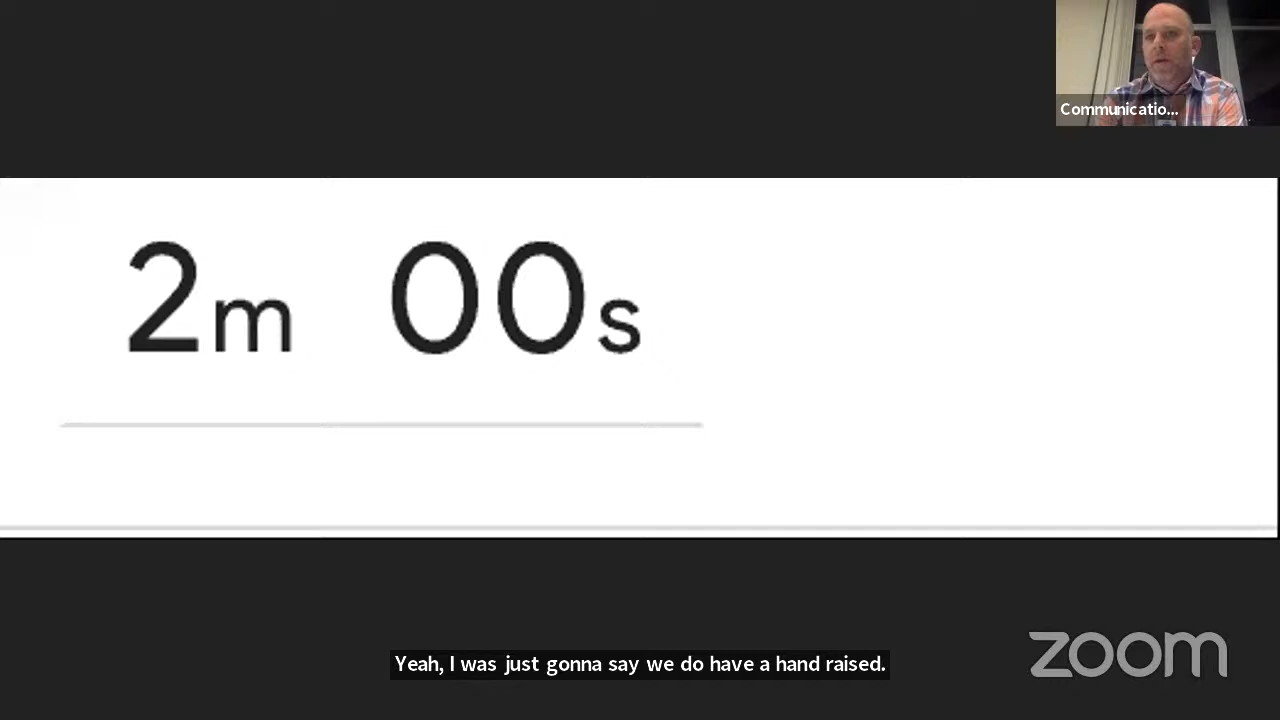 Communicatio...
2m 00s
Yeah, I was just gonna say we do have a hand raised.
zoom